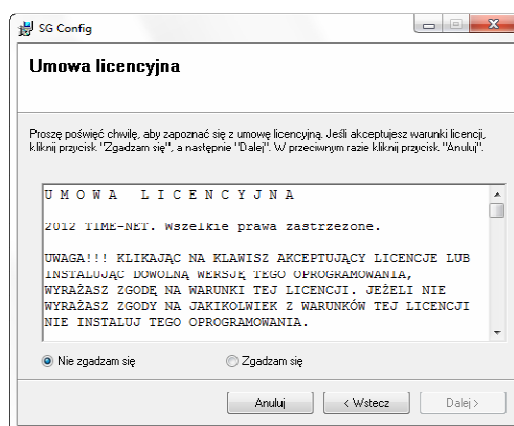 SG Config
Umowa licencyjna
Proszę poświęć chwilę, aby zapoznać się z umowę licencyjną. Jeśli akceptujesz warunki licencji,
kliknij przycisk "Zgadzam się", a następnie "Dalej". W przeciwnym razie kliknij przycisk "Anuluj".
U M O W A   L I C E N C Y J N A
2012 TIME-NET. Wszelkie prawa zastrzezone.
UWAGA!!! KLIKAJĄC NA KLAWISZ AKCEPTUJĄCY LICENCJE LUB
INSTALUJĄC DOWOLNĄ WERSJĘ TEGO OPROGRAMOWANIA,
WYRAŻASZ ZGODĘ NA WARUNKI TEJ LICENCJI. JEŻELI NIE
WYRAŻASZ ZGODY NA JAKIKOLWIEK Z WARUNKÓW TEJ LICENCJI
NIE INSTALUJ TEGO OPROGRAMOWANIA.
Nie zgadzam się   Zgadzam się
Anuluj   < Wstecz   Dalej >